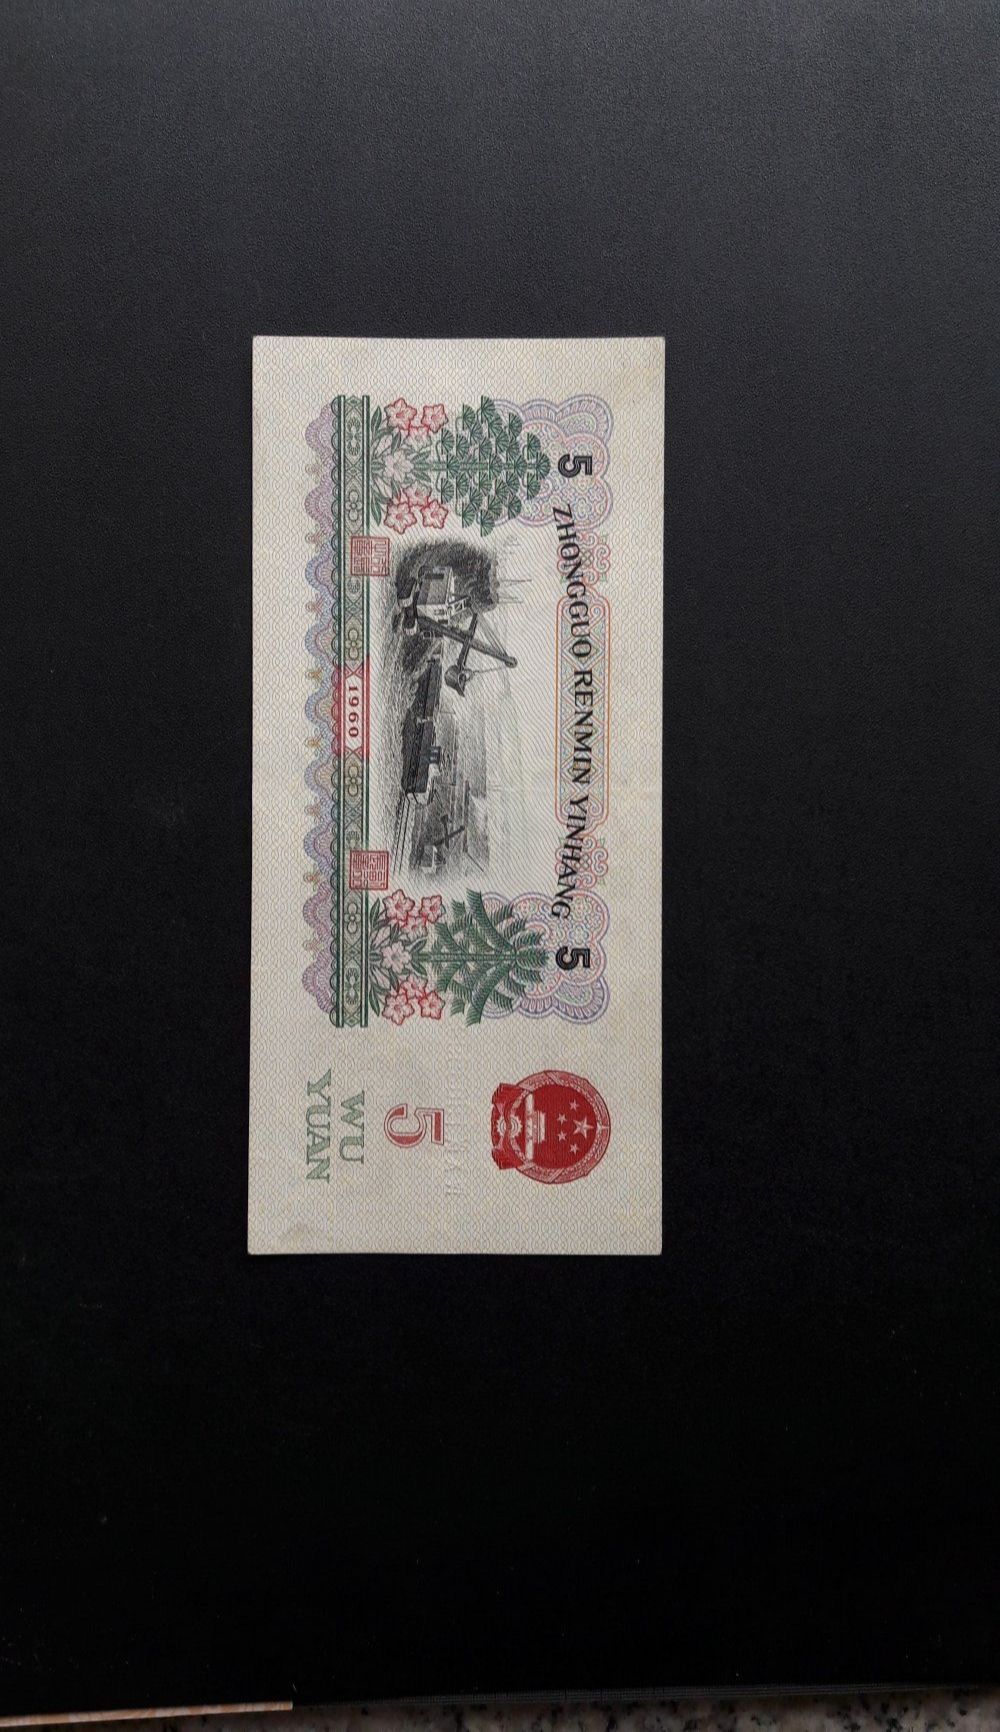 5 ZHONGGUO RENMIN YINHANG 5
1960
5
WU
YUAN